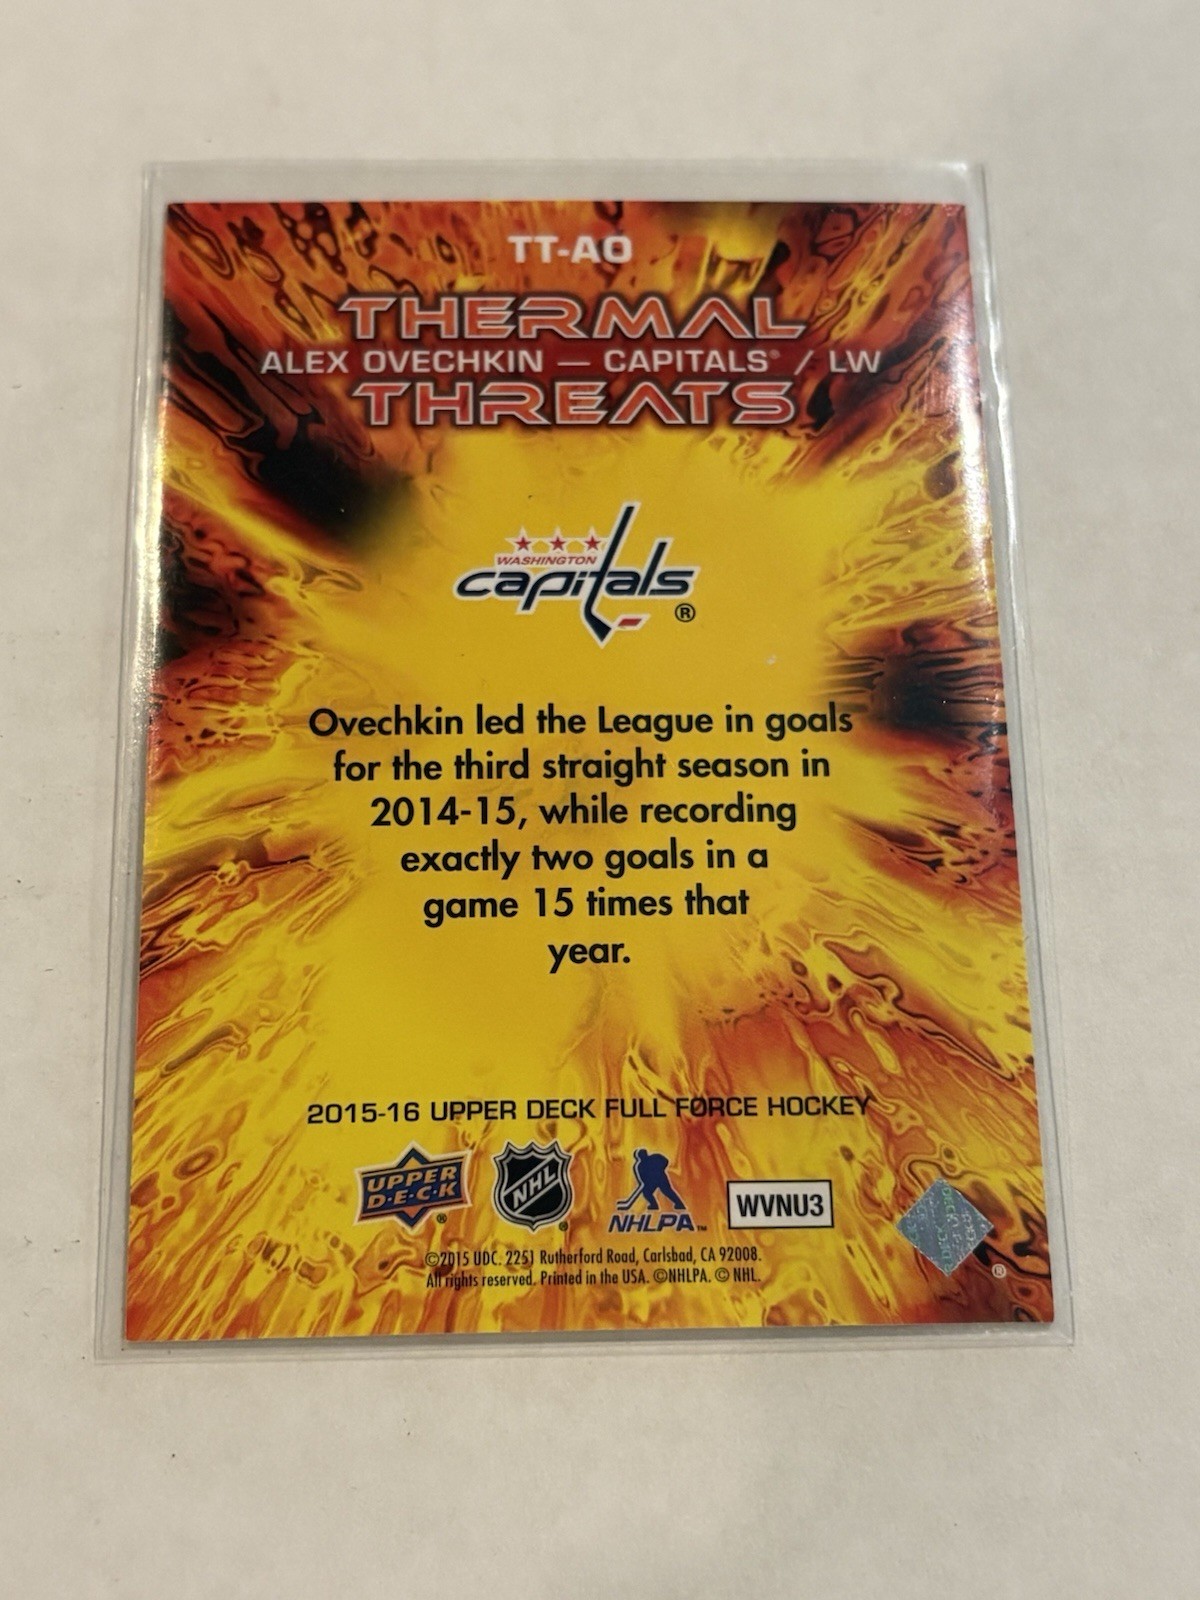 TT-AO
THERMAL
ALEX OVECHKIN — CAPITALS® / LW
THREATS
WASHINGTON
capitals
®
Ovechkin led the League in goals
for the third straight season in
2014-15, while recording
exactly two goals in a
game 15 times that
year.
2015-16 UPPER DECK FULL FORCE HOCKEY
UPPER
D·E·C·K
®
NHL
®
NHLPA™
WVNU3
®
©2015 UDC. 2251 Rutherford Road, Carlsbad, CA 92008.
All rights reserved. Printed in the USA. ©NHLPA. © NHL.